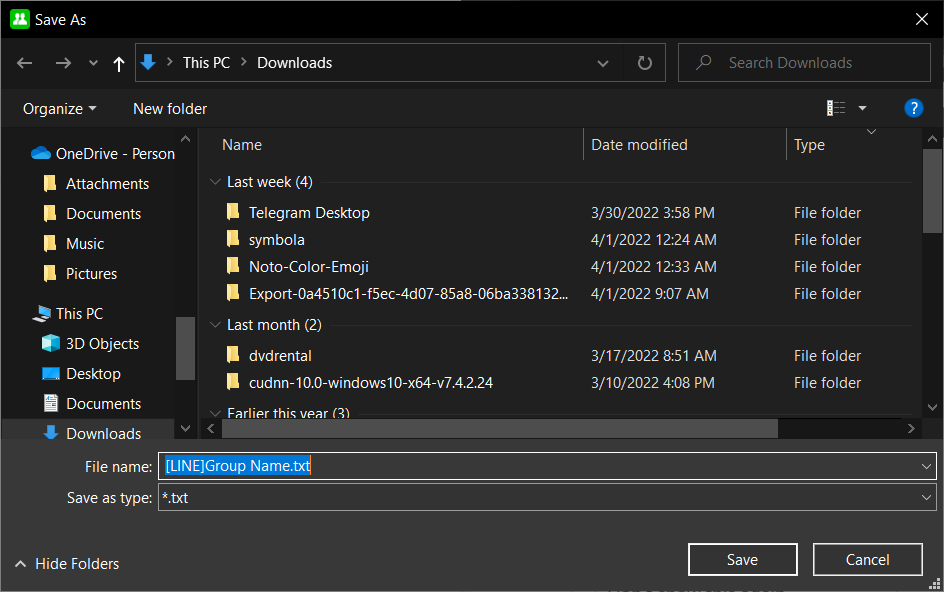 Save As
This PC
Downloads
Search Downloads
Organize
New folder
?
OneDrive - Person
Attachments
Documents
Music
Pictures
This PC
3D Objects
Desktop
Documents
Downloads
Name Date modified Type
Last week (4)
Telegram Desktop 3/30/2022 3:58 PM File folder
symbola 4/1/2022 12:24 AM File folder
Noto-Color-Emoji 4/1/2022 12:33 AM File folder
Export-0a4510c1-f5ec-4d07-85a8-06ba338132... 4/1/2022 9:07 AM File folder
Last month (2)
dvdrental 3/17/2022 8:51 AM File folder
cudnn-10.0-windows10-x64-v7.4.2.24 3/10/2022 4:08 PM File folder
Earlier this year (3)
File name: [LINE]Group Name.txt
Save as type: *.txt
Hide Folders
Save
Cancel